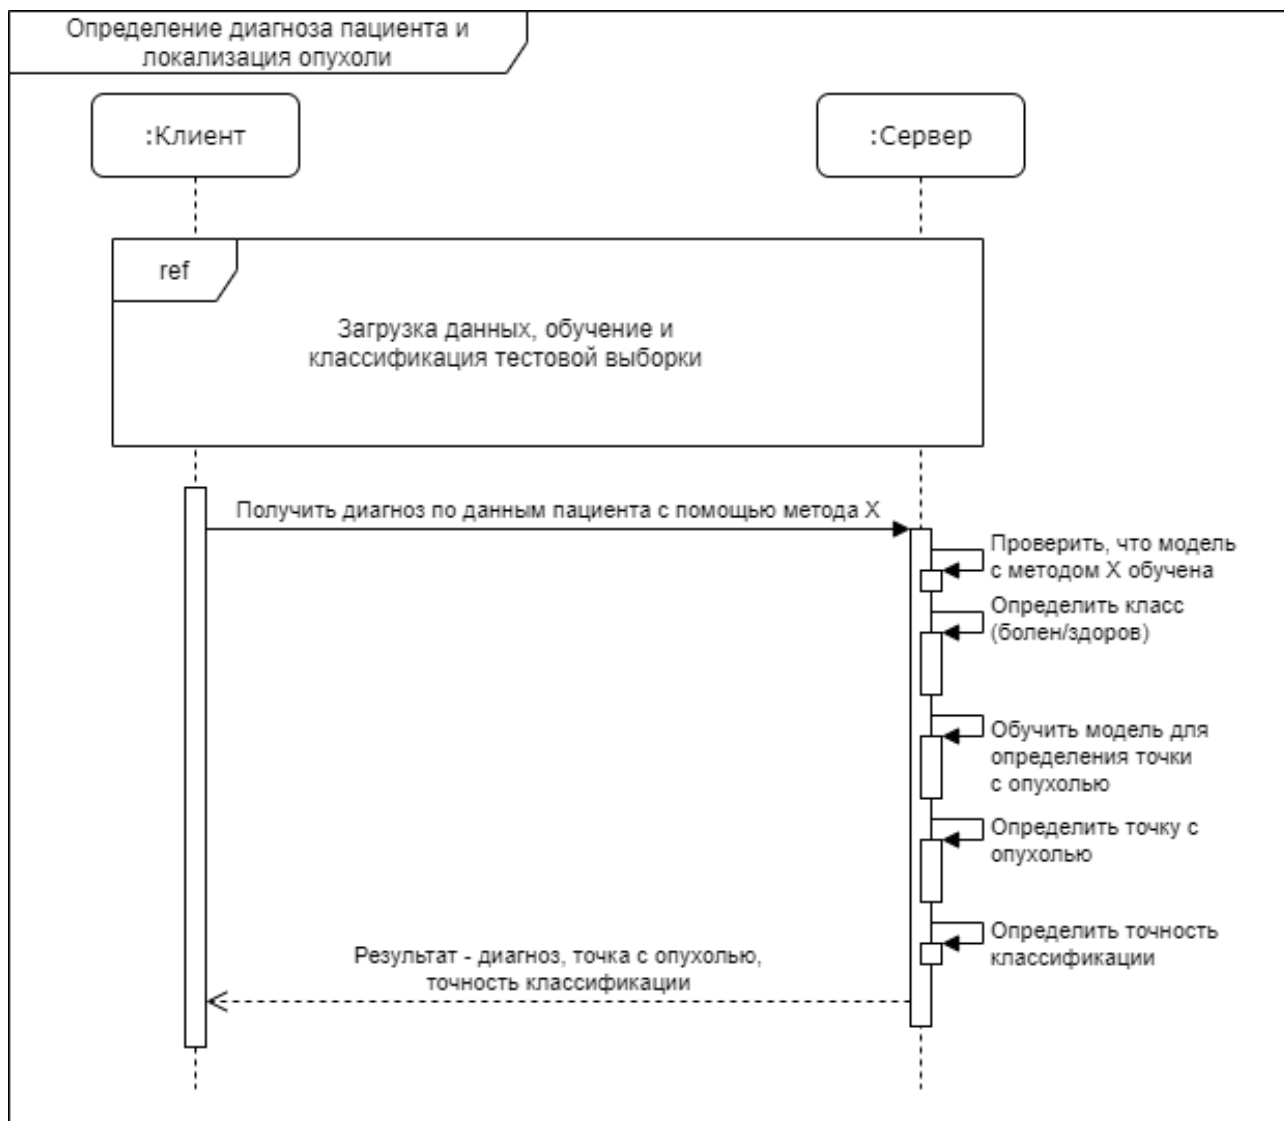 Определение диагноза пациента и
локализация опухоли
:Клиент
:Сервер
ref
Загрузка данных, обучение и
классификация тестовой выборки
Получить диагноз по данным пациента с помощью метода X
Проверить, что модель
с методом X обучена
Определить класс
(болен/здоров)
Обучить модель для
определения точки
с опухолью
Определить точку с
опухолью
Определить точность
классификации
Результат - диагноз, точка с опухолью,
точность классификации